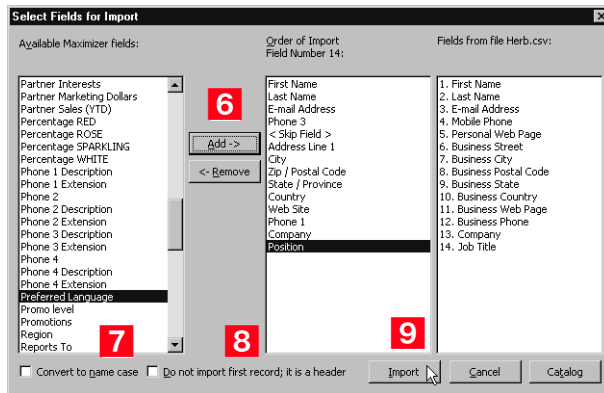 Select Fields for Import
Available Maximizer fields:
Order of Import
Field Number 14:
Fields from file Herb.csv:
Partner Interests
Partner Marketing Dollars
Partner Sales (YTD)
Percentage RED
Percentage ROSE
Percentage SPARKLING
Percentage WHITE
Phone 1 Description
Phone 1 Extension
Phone 2
Phone 2 Description
Phone 2 Extension
Phone 3 Description
Phone 3 Extension
Phone 4
Phone 4 Description
Phone 4 Extension
Preferred Language
Promo level
Promotions
Region
Reports To
6
Add ->
<- Remove
First Name
Last Name
E-mail Address
Phone 3
< Skip Field >
Address Line 1
City
Zip / Postal Code
State / Province
Country
Web Site
Phone 1
Company
Position
1. First Name
2. Last Name
3. E-mail Address
4. Mobile Phone
5. Personal Web Page
6. Business Street
7. Business City
8. Business Postal Code
9. Business State
10. Business Country
11. Business Web Page
12. Business Phone
13. Company
14. Job Title
7
8
9
Convert to name case
Do not import first record; it is a header
Import
Cancel
Catalog